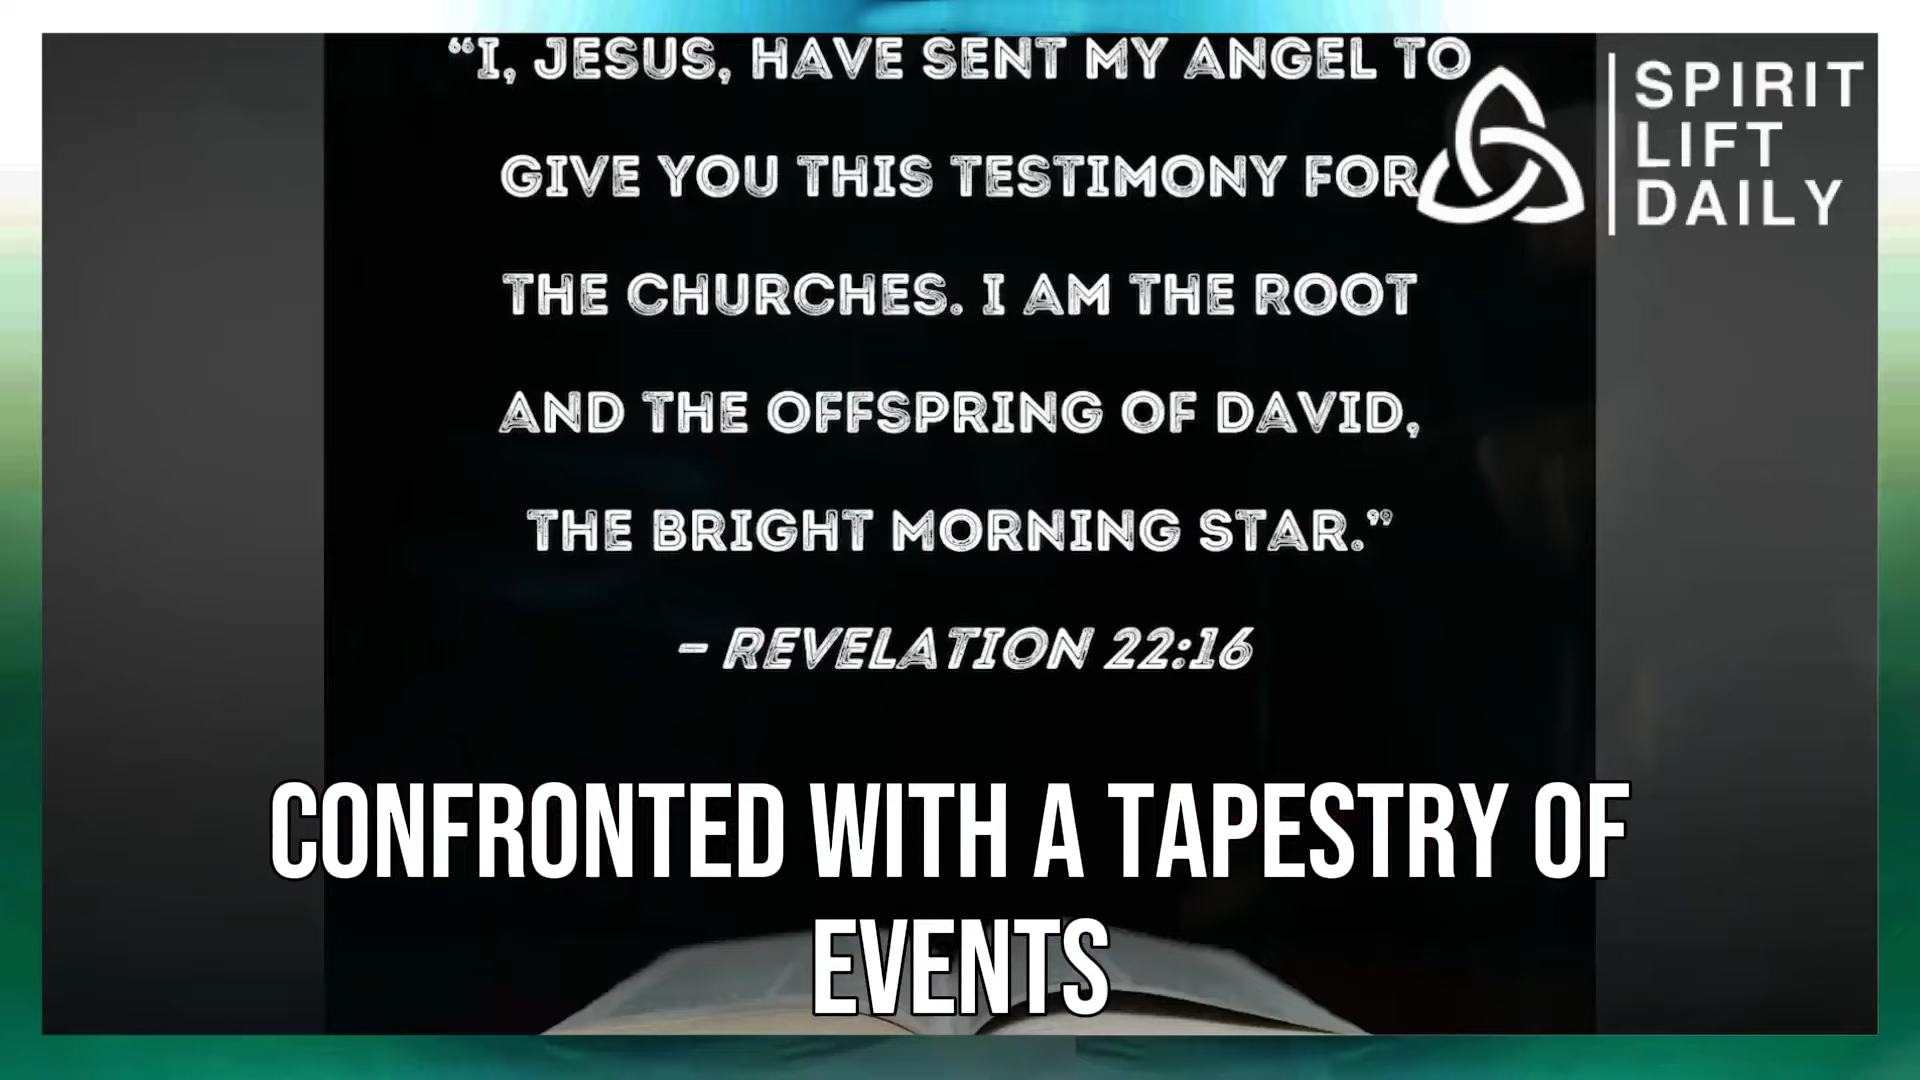 “I, JESUS, HAVE SENT MY ANGEL TO
GIVE YOU THIS TESTIMONY FOR
THE CHURCHES. I AM THE ROOT
AND THE OFFSPRING OF DAVID,
THE BRIGHT MORNING STAR.”
– REVELATION 22:16
SPIRIT
LIFT
DAILY
CONFRONTED WITH A TAPESTRY OF
EVENTS